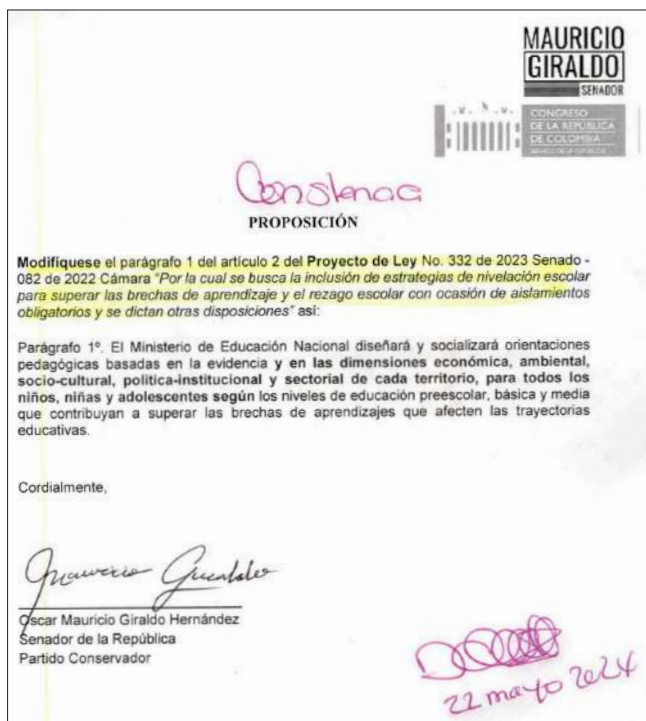 MAURICIO
GIRALDO
SENADOR
CONGRESO
DE LA REPÚBLICA
DE COLOMBIA
Constancia
PROPOSICIÓN
Modifíquese el parágrafo 1 del artículo 2 del Proyecto de Ley No. 332 de 2023 Senado -
082 de 2022 Cámara "Por la cual se busca la inclusión de estrategias de nivelación escolar
para superar las brechas de aprendizaje y el rezago escolar con ocasión de aislamientos
obligatorios y se dictan otras disposiciones" así:
Parágrafo 1º. El Ministerio de Educación Nacional diseñará y socializará orientaciones
pedagógicas basadas en la evidencia y en las dimensiones económica, ambiental,
socio-cultural, política-institucional y sectorial de cada territorio, para todos los
niños, niñas y adolescentes según los niveles de educación preescolar, básica y media
que contribuyan a superar las brechas de aprendizajes que afecten las trayectorias
educativas.
Cordialmente,
Mauricio Giraldo
Oscar Mauricio Giraldo Hernández
Senador de la República
Partido Conservador
22 mayo 2024